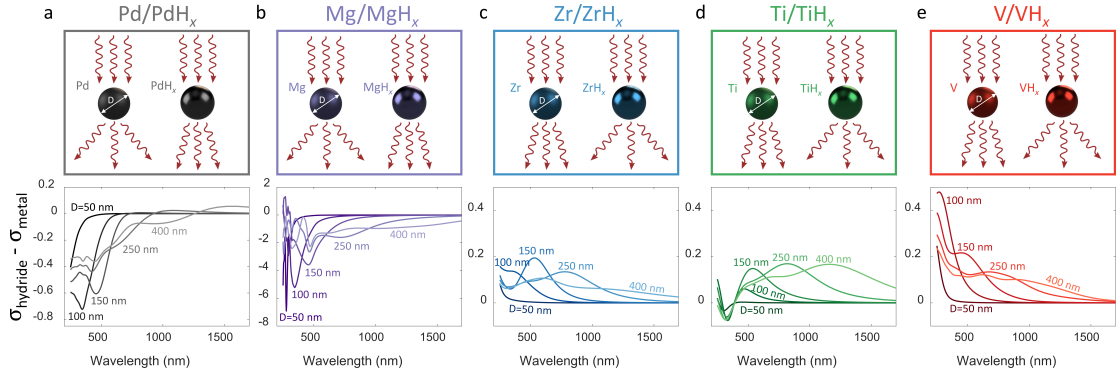 a Pd/PdHₓ
Pd
D
PdHₓ
b Mg/MgHₓ
Mg
D
MgHₓ
c Zr/ZrHₓ
Zr
D
ZrHₓ
d Ti/TiHₓ
Ti
D
TiHₓ
e V/VHₓ
V
D
VHₓ
σhydride - σmetal
0.2
0
-0.2
-0.4
-0.6
-0.8
D=50 nm
400 nm
250 nm
150 nm
100 nm
500 1000 1500
Wavelength (nm)
2
0
-2
-4
-6
-8
250 nm
400 nm
150 nm
100 nm
D=50 nm
500 1000 1500
Wavelength (nm)
0.4
0.2
0
100 nm
150 nm
250 nm
400 nm
D=50 nm
500 1000 1500
Wavelength (nm)
0.4
0.2
0
150 nm
250 nm
400 nm
100 nm
D=50 nm
500 1000 1500
Wavelength (nm)
0.4
0.2
0
100 nm
150 nm
250 nm
400 nm
D=50 nm
500 1000 1500
Wavelength (nm)